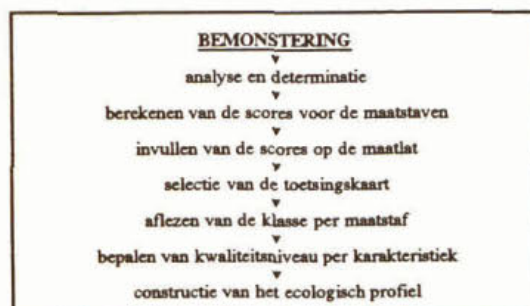 BEMONSTERING
analyse en determinatie
berekenen van de scores voor de maatstaven
invullen van de scores op de maatlat
selectie van de toetsingskaart
aflezen van de klasse per maatstaf
bepalen van kwaliteitsniveau per karakteristiek
constructie van het ecologisch profiel